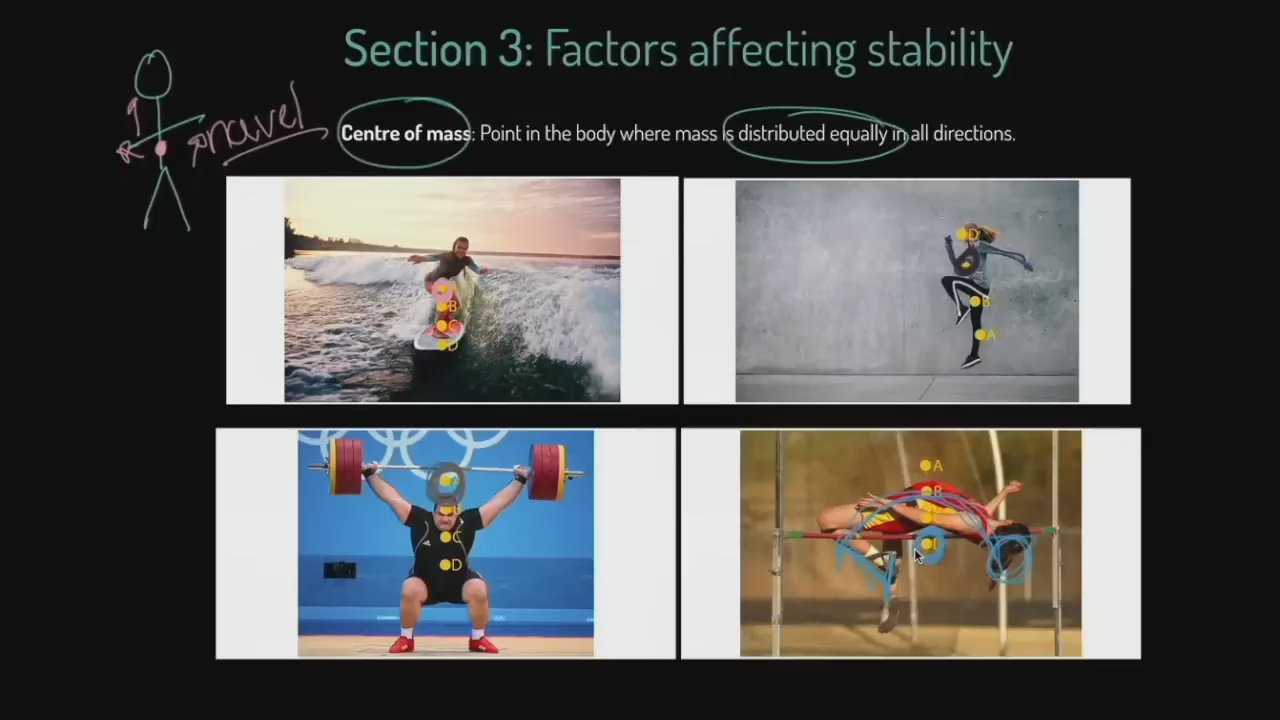 Section 3: Factors affecting stability
navel
Centre of mass: Point in the body where mass is distributed equally in all directions.
B
C
D
D
B
A
C
D
A
B